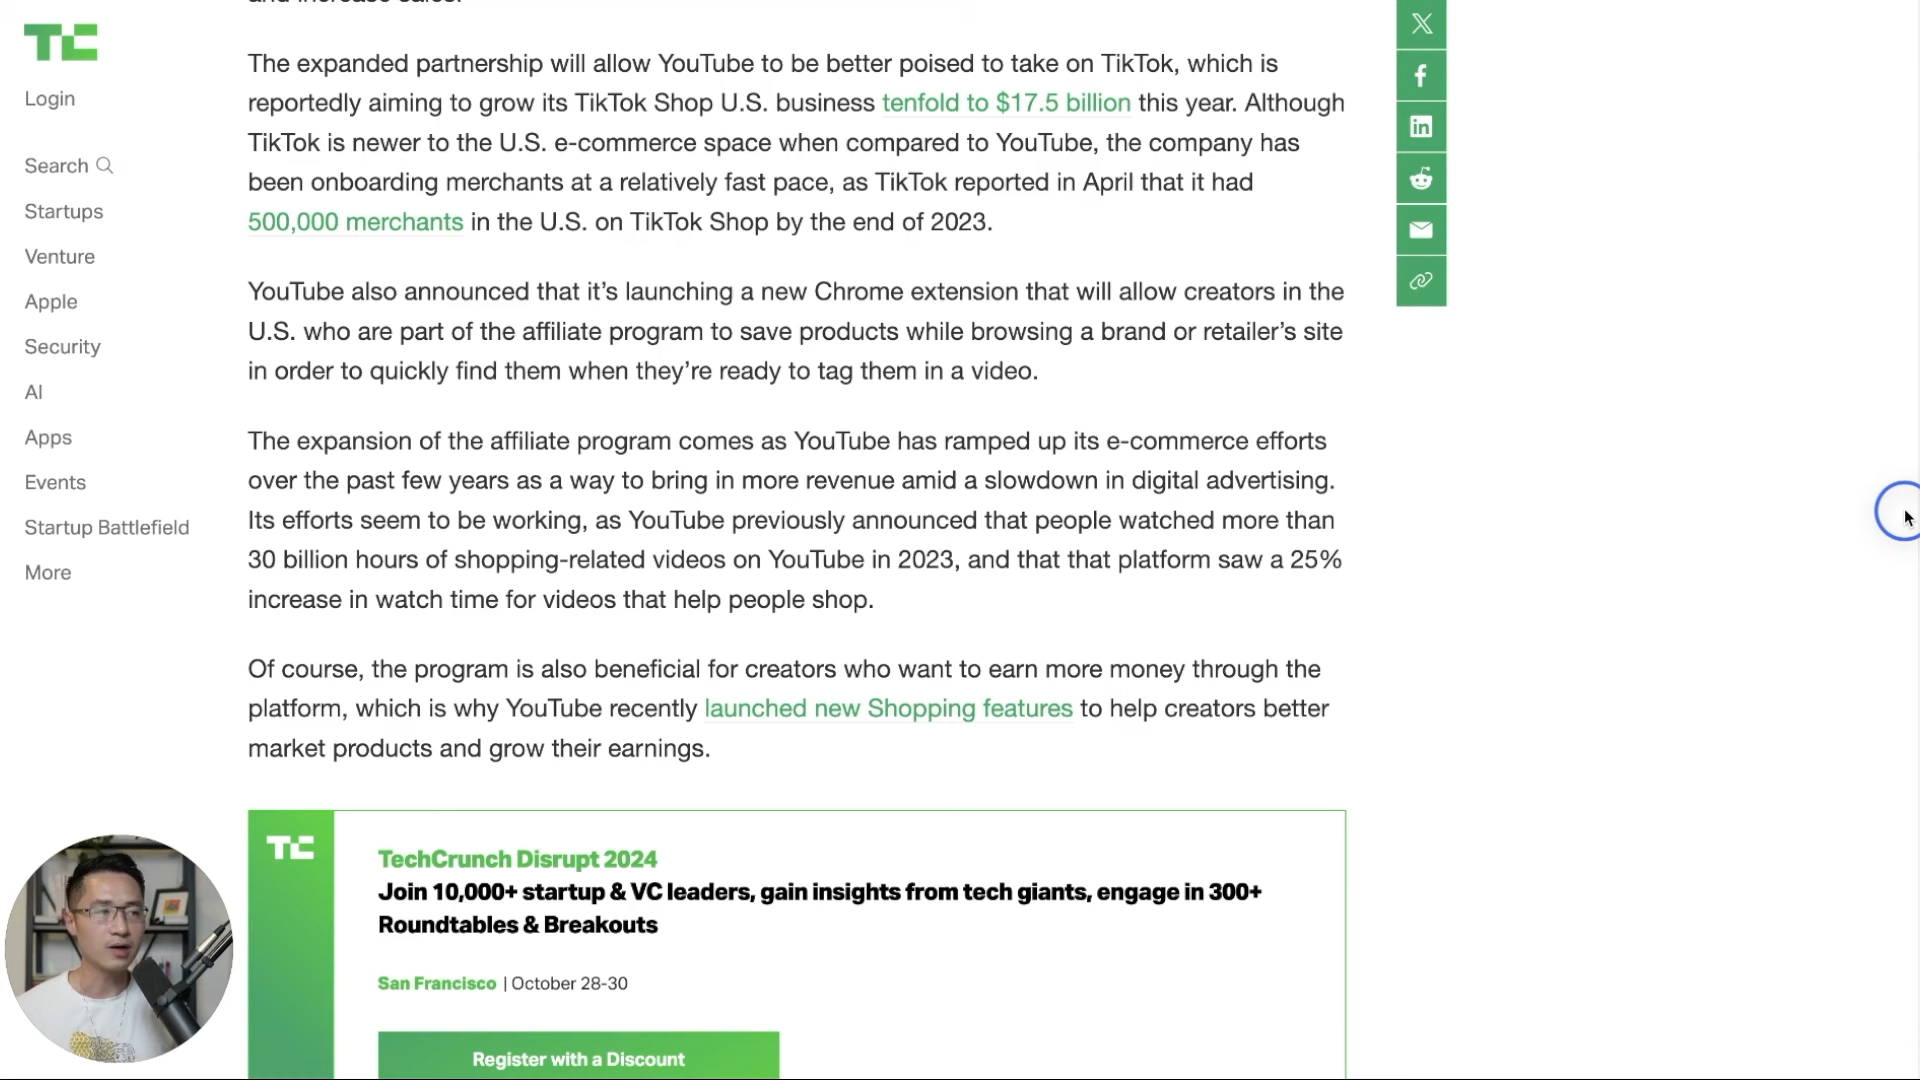 TC
Login
Search
Startups
Venture
Apple
Security
AI
Apps
Events
Startup Battlefield
More
The expanded partnership will allow YouTube to be better poised to take on TikTok, which is
reportedly aiming to grow its TikTok Shop U.S. business tenfold to $17.5 billion this year. Although
TikTok is newer to the U.S. e-commerce space when compared to YouTube, the company has
been onboarding merchants at a relatively fast pace, as TikTok reported in April that it had
500,000 merchants in the U.S. on TikTok Shop by the end of 2023.
YouTube also announced that it’s launching a new Chrome extension that will allow creators in the
U.S. who are part of the affiliate program to save products while browsing a brand or retailer’s site
in order to quickly find them when they’re ready to tag them in a video.
The expansion of the affiliate program comes as YouTube has ramped up its e-commerce efforts
over the past few years as a way to bring in more revenue amid a slowdown in digital advertising.
Its efforts seem to be working, as YouTube previously announced that people watched more than
30 billion hours of shopping-related videos on YouTube in 2023, and that that platform saw a 25%
increase in watch time for videos that help people shop.
Of course, the program is also beneficial for creators who want to earn more money through the
platform, which is why YouTube recently launched new Shopping features to help creators better
market products and grow their earnings.
TC
TechCrunch Disrupt 2024
Join 10,000+ startup & VC leaders, gain insights from tech giants, engage in 300+
Roundtables & Breakouts
San Francisco | October 28-30
Register with a Discount